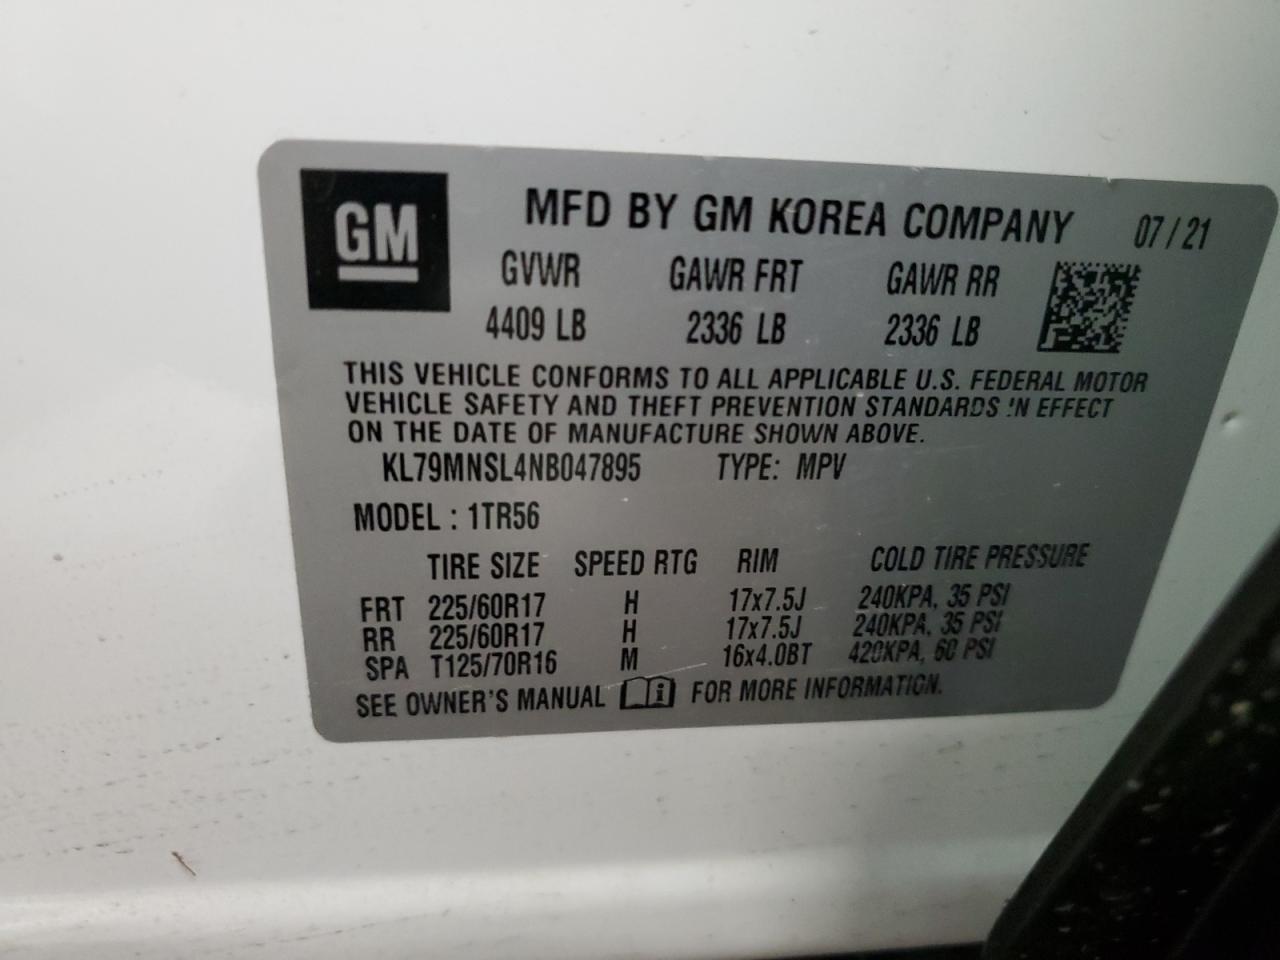 GM
MFD BY GM KOREA COMPANY 07/21
GVWR GAWR FRT GAWR RR
4409 LB 2336 LB 2336 LB
THIS VEHICLE CONFORMS TO ALL APPLICABLE U.S. FEDERAL MOTOR
VEHICLE SAFETY AND THEFT PREVENTION STANDARDS IN EFFECT
ON THE DATE OF MANUFACTURE SHOWN ABOVE.
KL79MNSL4NB047895 TYPE: MPV
MODEL : 1TR56
TIRE SIZE SPEED RTG RIM COLD TIRE PRESSURE
FRT 225/60R17 H 17x7.5J 240KPA, 35 PSI
RR 225/60R17 H 17x7.5J 240KPA, 35 PSI
SPA T125/70R16 M 16x4.0BT 420KPA, 60 PSI
SEE OWNER'S MANUAL i FOR MORE INFORMATION.